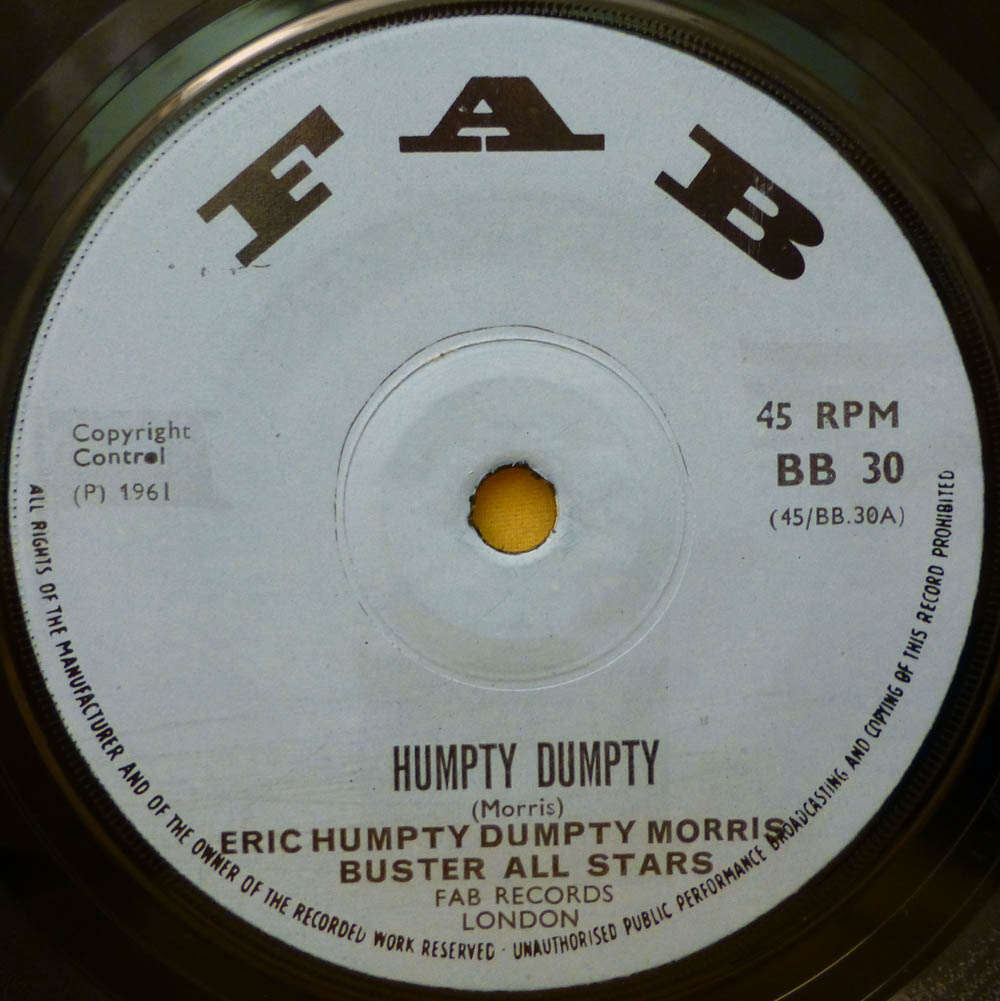 FAB
Copyright
Control
(P) 1961
45 RPM
BB 30
(45/BB.30A)
HUMPTY DUMPTY
(Morris)
ERIC HUMPTY DUMPTY MORRIS
BUSTER ALL STARS
FAB RECORDS
LONDON
ALL RIGHTS OF THE MANUFACTURER AND OF THE OWNER OF THE RECORDED WORK RESERVED · UNAUTHORISED PUBLIC PERFORMANCE BROADCASTING AND COPYING OF THIS RECORD PROHIBITED